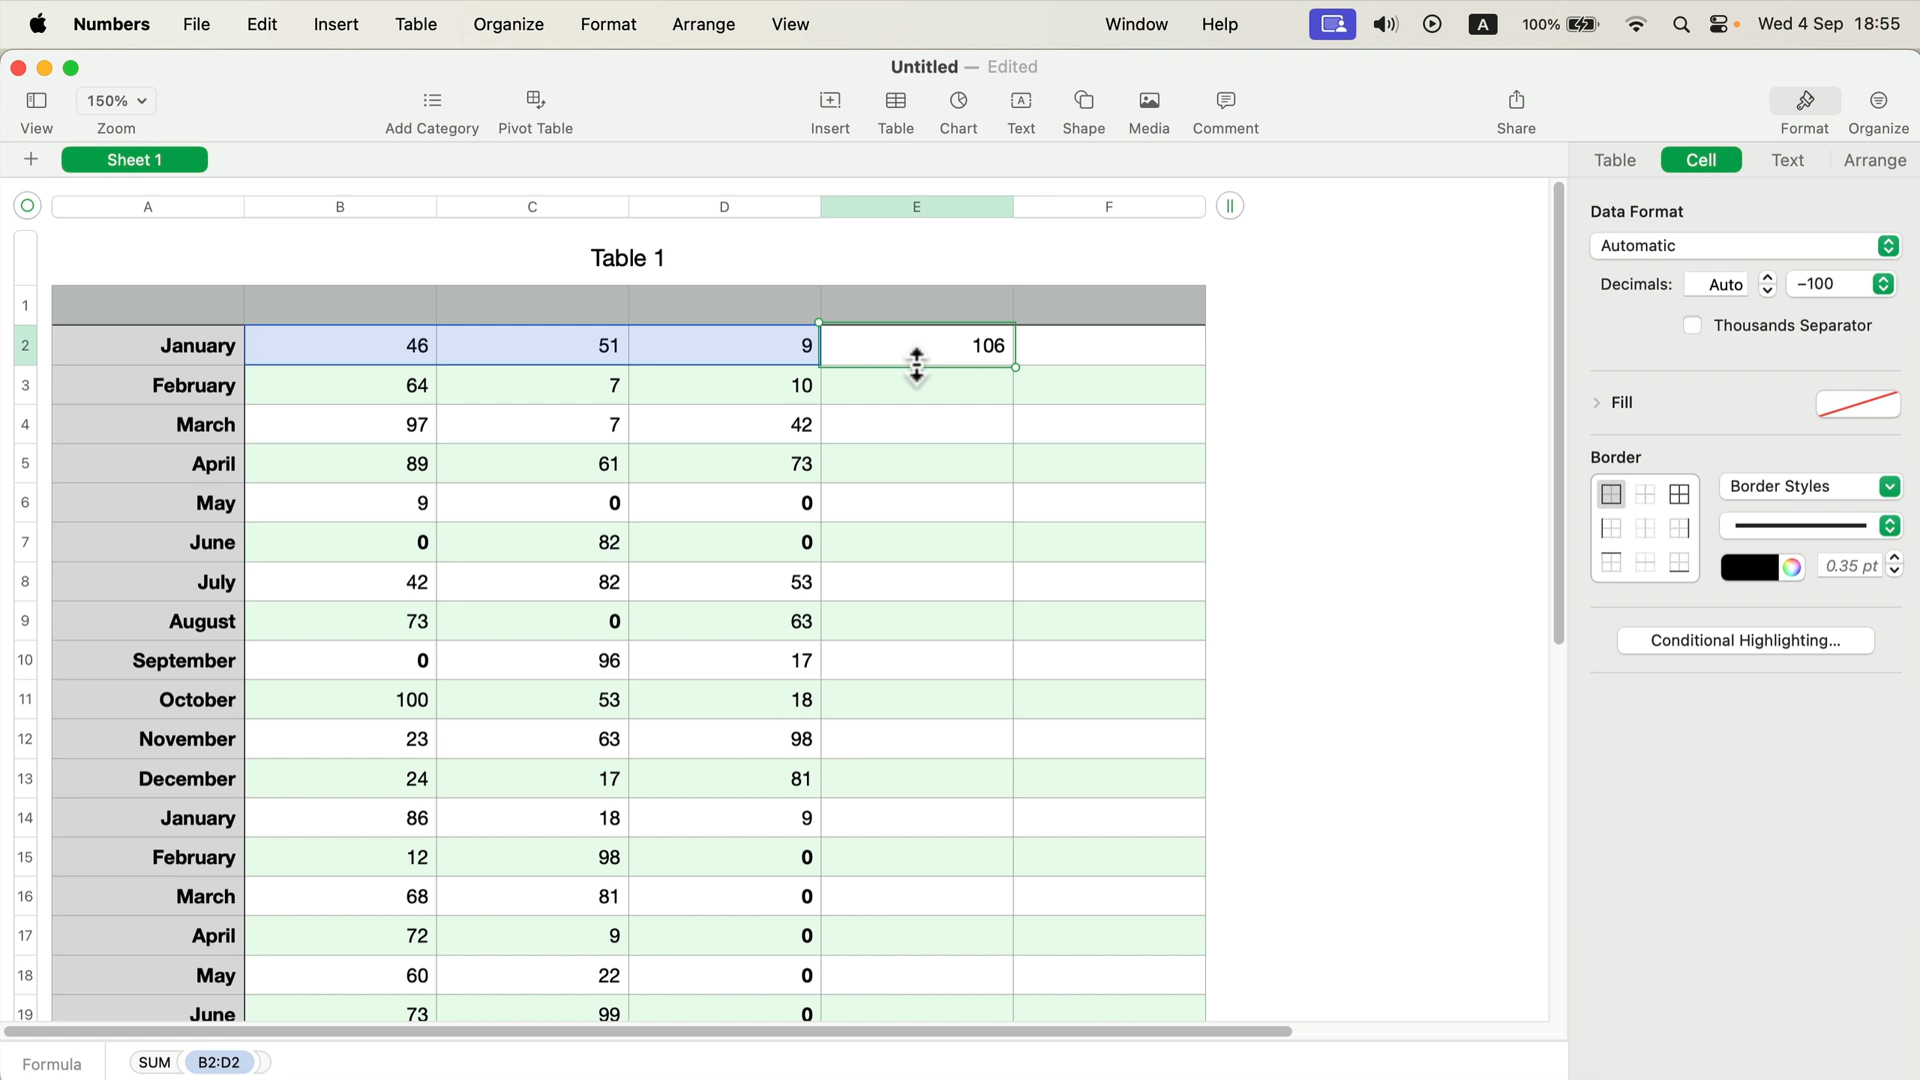 Numbers File Edit Insert Table Organize Format Arrange View Window Help A 100% Wed 4 Sep 18:55
Untitled — Edited
150%
View Zoom Add Category Pivot Table Insert Table Chart Text Shape Media Comment Share Format Organize
Sheet 1
Table Cell Text Arrange
A B C D E F
Table 1
1
2 January 46 51 9 106
3 February 64 7 10
4 March 97 7 42
5 April 89 61 73
6 May 9 0 0
7 June 0 82 0
8 July 42 82 53
9 August 73 0 63
10 September 0 96 17
11 October 100 53 18
12 November 23 63 98
13 December 24 17 81
14 January 86 18 9
15 February 12 98 0
16 March 68 81 0
17 April 72 9 0
18 May 60 22 0
19 June 73 99 0
Formula SUM B2:D2
Data Format
Automatic
Decimals: Auto –100
Thousands Separator
Fill
Border
Border Styles
0.35 pt
Conditional Highlighting...